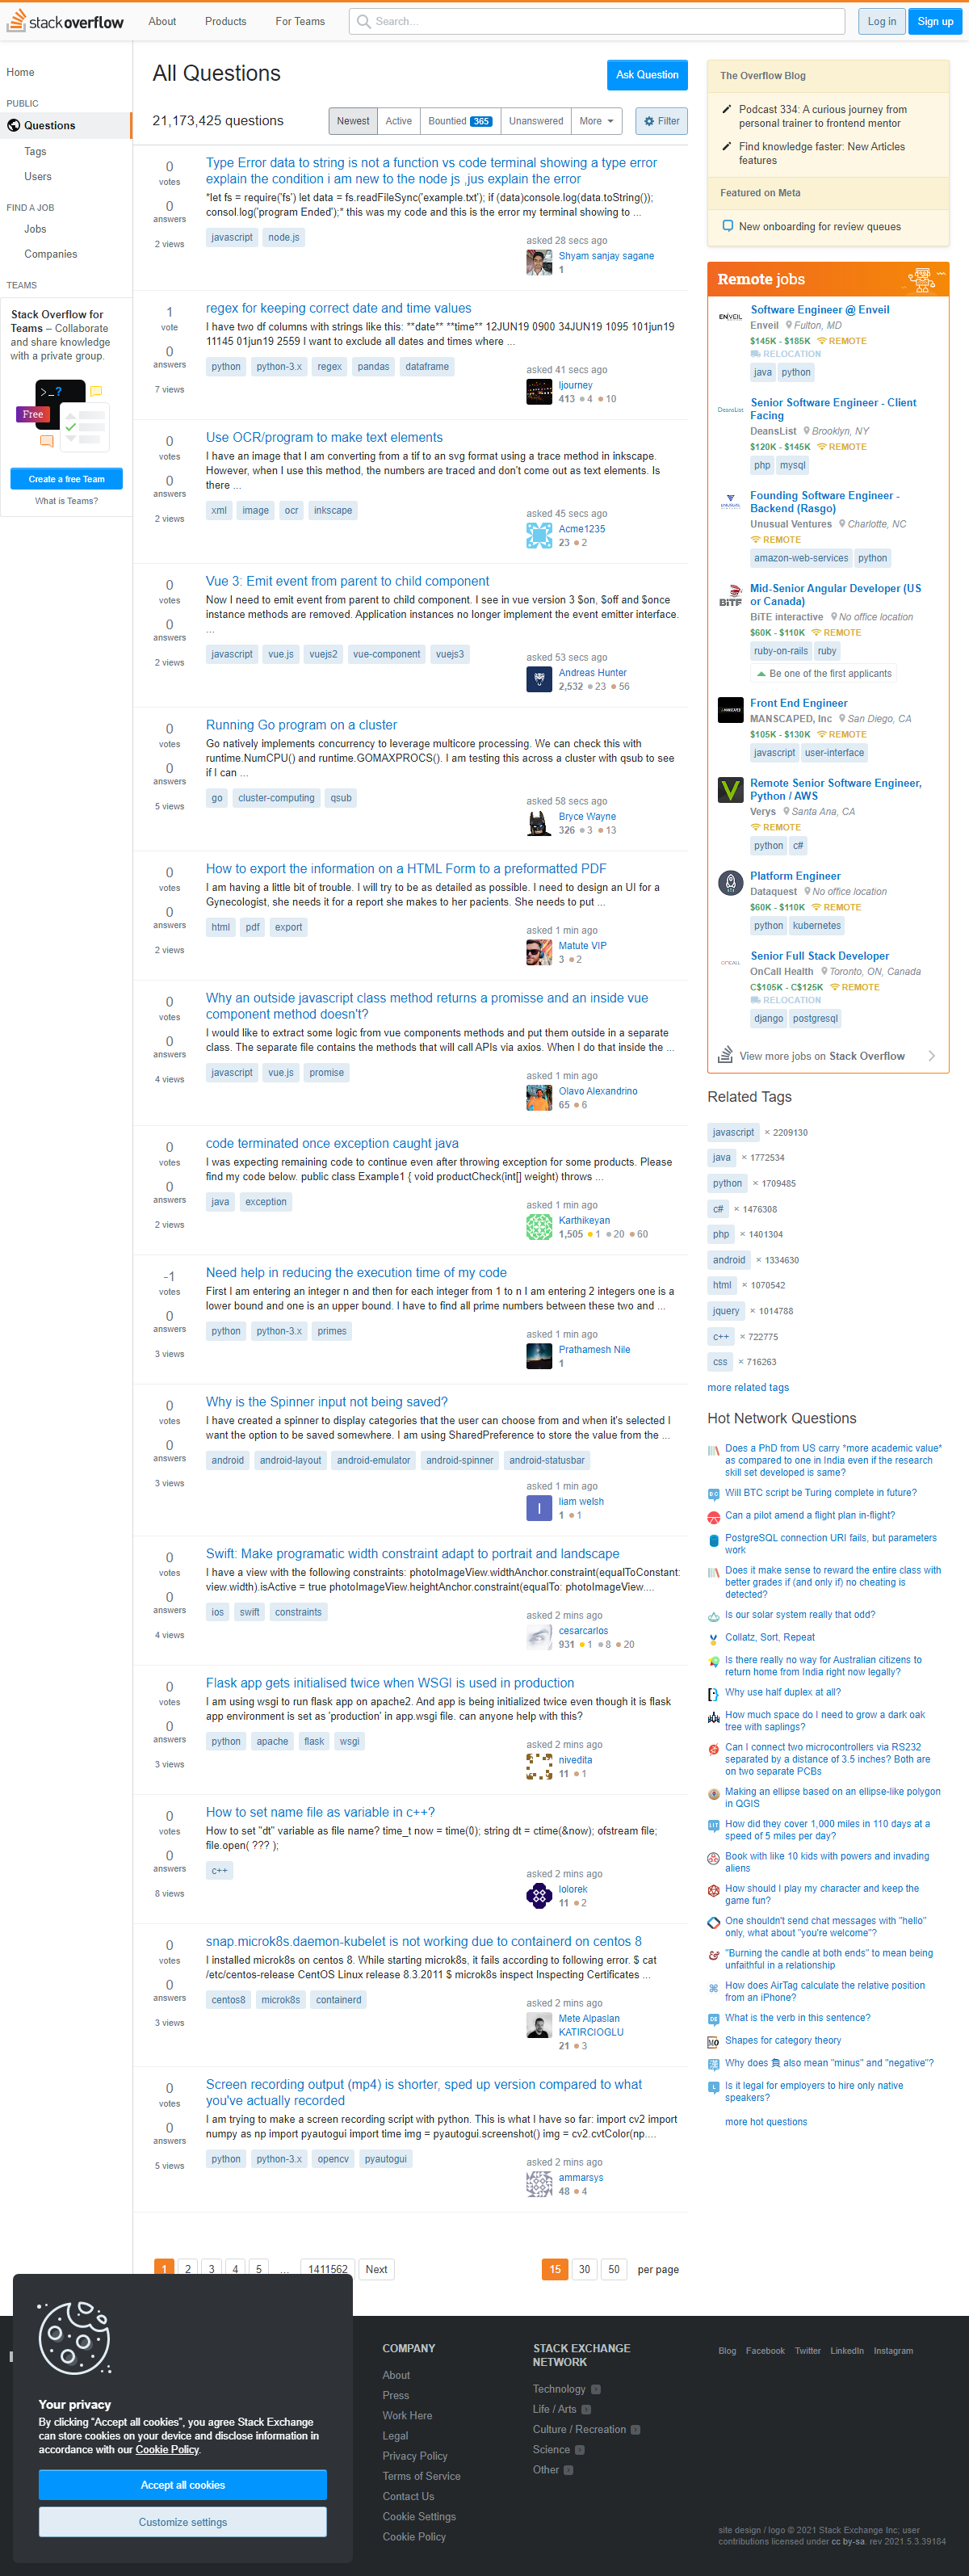 stack overflow
About
Products
For Teams
Search...
Log in
Sign up
Home
PUBLIC
Questions
Tags
Users
FIND A JOB
Jobs
Companies
TEAMS
Stack Overflow for
Teams – Collaborate
and share knowledge
with a private group.
>_?
Free
Create a free Team
What is Teams?
All Questions
Ask Question
21,173,425 questions
Newest
Active
Bountied 365
Unanswered
More
Filter
0
votes
0
answers
2 views
Type Error data to string is not a function vs code terminal showing a type error
explain the condition i am new to the node js ,jus explain the error
*let fs = require('fs') let data = fs.readFileSync('example.txt'); if (data)console.log(data.toString());
consol.log('program Ended');* this was my code and this is the error my terminal showing to ...
javascript node.js
asked 28 secs ago
Shyam sanjay sagane
1
1
vote
0
answers
7 views
regex for keeping correct date and time values
I have two df columns with strings like this: **date** **time** 12JUN19 0900 34JUN19 1095 101jun19
11145 01jun19 2559 I want to exclude all dates and times where ...
python python-3.x regex pandas dataframe
asked 41 secs ago
ljourney
413 4 10
0
votes
0
answers
2 views
Use OCR/program to make text elements
I have an image that I am converting from a tif to an svg format using a trace method in inkscape.
However, when I use this method, the numbers are traced and don't come out as text elements. Is
there ...
xml image ocr inkscape
asked 45 secs ago
Acme1235
23 2
0
votes
0
answers
2 views
Vue 3: Emit event from parent to child component
Now I need to emit event from parent to child component. I see in vue version 3 $on, $off and $once
instance methods are removed. Application instances no longer implement the event emitter interface.
...
javascript vue.js vuejs2 vue-component vuejs3
asked 53 secs ago
Andreas Hunter
2,532 23 56
0
votes
0
answers
5 views
Running Go program on a cluster
Go natively implements concurrency to leverage multicore processing. We can check this with
runtime.NumCPU() and runtime.GOMAXPROCS(). I am testing this across a cluster with qsub to see
if I can ...
go cluster-computing qsub
asked 58 secs ago
Bryce Wayne
326 3 13
0
votes
0
answers
2 views
How to export the information on a HTML Form to a preformatted PDF
I am having a little bit of trouble. I will try to be as detailed as possible. I need to design an UI for a
Gynecologist, she needs it for a report she makes to her pacients. She needs to put ...
html pdf export
asked 1 min ago
Matute VIP
3 2
0
votes
0
answers
4 views
Why an outside javascript class method returns a promisse and an inside vue
component method doesn't?
I would like to extract some logic from vue components methods and put them outside in a separate
class. The separate file contains the methods that will call APIs via axios. When I do that inside the ...
javascript vue.js promise
asked 1 min ago
Olavo Alexandrino
65 6
0
votes
0
answers
2 views
code terminated once exception caught java
I was expecting remaining code to continue even after throwing exception for some products. Please
find my code below. public class Example1 { void productCheck(int[] weight) throws ...
java exception
asked 1 min ago
Karthikeyan
1,505 1 20 60
-1
votes
0
answers
3 views
Need help in reducing the execution time of my code
First I am entering an integer n and then for each integer from 1 to n I am entering 2 integers one is a
lower bound and one is an upper bound. I have to find all prime numbers between these two and ...
python python-3.x primes
asked 1 min ago
Prathamesh Nile
1
0
votes
0
answers
3 views
Why is the Spinner input not being saved?
I have created a spinner to display categories that the user can choose from and when it's selected I
want the option to be saved somewhere. I am using SharedPreference to store the value from the ...
android android-layout android-emulator android-spinner android-statusbar
asked 1 min ago
liam welsh
1 1
0
votes
0
answers
4 views
Swift: Make programatic width constraint adapt to portrait and landscape
I have a view with the following constraints: photoImageView.widthAnchor.constraint(equalToConstant:
view.width).isActive = true photoImageView.heightAnchor.constraint(equalTo: photoImageView....
ios swift constraints
asked 2 mins ago
cesarcarlos
931 1 8 20
0
votes
0
answers
3 views
Flask app gets initialised twice when WSGI is used in production
I am using wsgi to run flask app on apache2. And app is being initialized twice even though it is flask
app environment is set as 'production' in app.wsgi file. can anyone help with this?
python apache flask wsgi
asked 2 mins ago
nivedita
11 1
0
votes
0
answers
8 views
How to set name file as variable in c++?
How to set "dt" variable as file name? time_t now = time(0); string dt = ctime(&now); ofstream file;
file.open( ??? );
c++
asked 2 mins ago
lolorek
11 2
0
votes
0
answers
3 views
snap.microk8s.daemon-kubelet is not working due to containerd on centos 8
I installed microk8s on centos 8. While starting microk8s, it fails according to following error. $ cat
/etc/centos-release CentOS Linux release 8.3.2011 $ microk8s inspect Inspecting Certificates ...
centos8 microk8s containerd
asked 2 mins ago
Mete Alpaslan
KATIRCIOGLU
21 3
0
votes
0
answers
5 views
Screen recording output (mp4) is shorter, sped up version compared to what
you've actually recorded
I am trying to make a screen recording script with python. This is what I have so far: import cv2 import
numpy as np import pyautogui import time img = pyautogui.screenshot() img = cv2.cvtColor(np....
python python-3.x opencv pyautogui
asked 2 mins ago
ammarsys
48 4
1 2 3 4 5 ... 1411562 Next
15 30 50 per page
The Overflow Blog
Podcast 334: A curious journey from
personal trainer to frontend mentor
Find knowledge faster: New Articles
features
Featured on Meta
New onboarding for review queues
Remote jobs
ENVEIL
Software Engineer @ Enveil
Enveil Fulton, MD
$145K - $185K REMOTE
RELOCATION
java python
DeansList
Senior Software Engineer - Client
Facing
DeansList Brooklyn, NY
$120K - $145K REMOTE
php mysql
UNUSUAL
Founding Software Engineer -
Backend (Rasgo)
Unusual Ventures Charlotte, NC
REMOTE
amazon-web-services python
BiTE
Mid-Senior Angular Developer (US
or Canada)
BiTE interactive No office location
$60K - $110K REMOTE
ruby-on-rails ruby
Be one of the first applicants
Front End Engineer
MANSCAPED, Inc San Diego, CA
$105K - $130K REMOTE
javascript user-interface
Remote Senior Software Engineer,
Python / AWS
Verys Santa Ana, CA
REMOTE
python c#
Platform Engineer
Dataquest No office location
$60K - $110K REMOTE
python kubernetes
ONCALL
Senior Full Stack Developer
OnCall Health Toronto, ON, Canada
C$105K - C$125K REMOTE
RELOCATION
django postgresql
View more jobs on Stack Overflow
Related Tags
javascript × 2209130
java × 1772534
python × 1709485
c# × 1476308
php × 1401304
android × 1334630
html × 1070542
jquery × 1014788
c++ × 722775
css × 716263
more related tags
Hot Network Questions
Does a PhD from US carry *more academic value*
as compared to one in India even if the research
skill set developed is same?
Will BTC script be Turing complete in future?
Can a pilot amend a flight plan in-flight?
PostgreSQL connection URI fails, but parameters
work
Does it make sense to reward the entire class with
better grades if (and only if) no cheating is
detected?
Is our solar system really that odd?
Collatz, Sort, Repeat
Is there really no way for Australian citizens to
return home from India right now legally?
Why use half duplex at all?
How much space do I need to grow a dark oak
tree with saplings?
Can I connect two microcontrollers via RS232
separated by a distance of 3.5 inches? Both are
on two separate PCBs
Making an ellipse based on an ellipse-like polygon
in QGIS
How did they cover 1,000 miles in 110 days at a
speed of 5 miles per day?
Book with like 10 kids with powers and invading
aliens
How should I play my character and keep the
game fun?
One shouldn't send chat messages with "hello"
only, what about "you're welcome"?
"Burning the candle at both ends" to mean being
unfaithful in a relationship
How does AirTag calculate the relative position
from an iPhone?
What is the verb in this sentence?
Shapes for category theory
Why does 負 also mean "minus" and "negative"?
Is it legal for employers to hire only native
speakers?
more hot questions
Your privacy
By clicking "Accept all cookies", you agree Stack Exchange
can store cookies on your device and disclose information in
accordance with our Cookie Policy.
Accept all cookies
Customize settings
COMPANY
About
Press
Work Here
Legal
Privacy Policy
Terms of Service
Contact Us
Cookie Settings
Cookie Policy
STACK EXCHANGE
NETWORK
Technology
Life / Arts
Culture / Recreation
Science
Other
Blog Facebook Twitter LinkedIn Instagram
site design / logo © 2021 Stack Exchange Inc; user
contributions licensed under cc by-sa. rev 2021.5.3.39184